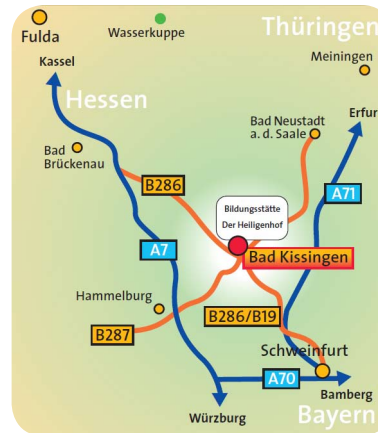 Fulda
Wasserkuppe
Thüringen
Meiningen
Kassel
Hessen
Bad Neustadt
a. d. Saale
Erfur
Bad
Brückenau
B286
A71
Bildungsstätte
Der Heiligenhof
A7
Bad Kissingen
Hammelburg
B286/B19
B287
Schweinfurt
A70
Bamberg
Würzburg
Bayern